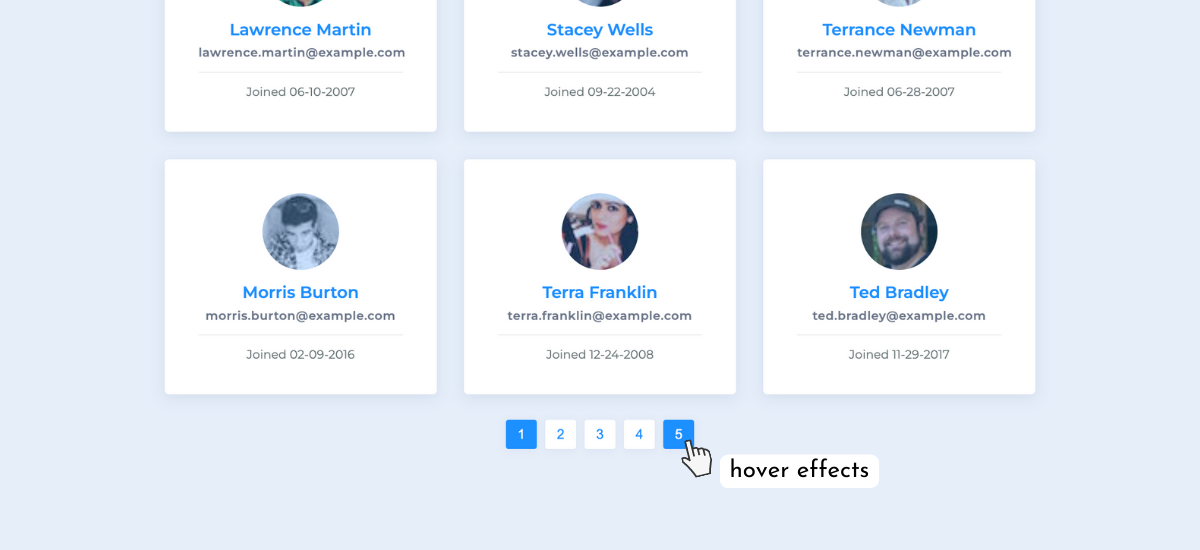 Lawrence Martin
lawrence.martin@example.com
Joined 06-10-2007
Stacey Wells
stacey.wells@example.com
Joined 09-22-2004
Terrance Newman
terrance.newman@example.com
Joined 06-28-2007
Morris Burton
morris.burton@example.com
Joined 02-09-2016
Terra Franklin
terra.franklin@example.com
Joined 12-24-2008
Ted Bradley
ted.bradley@example.com
Joined 11-29-2017
1 2 3 4 5
hover effects